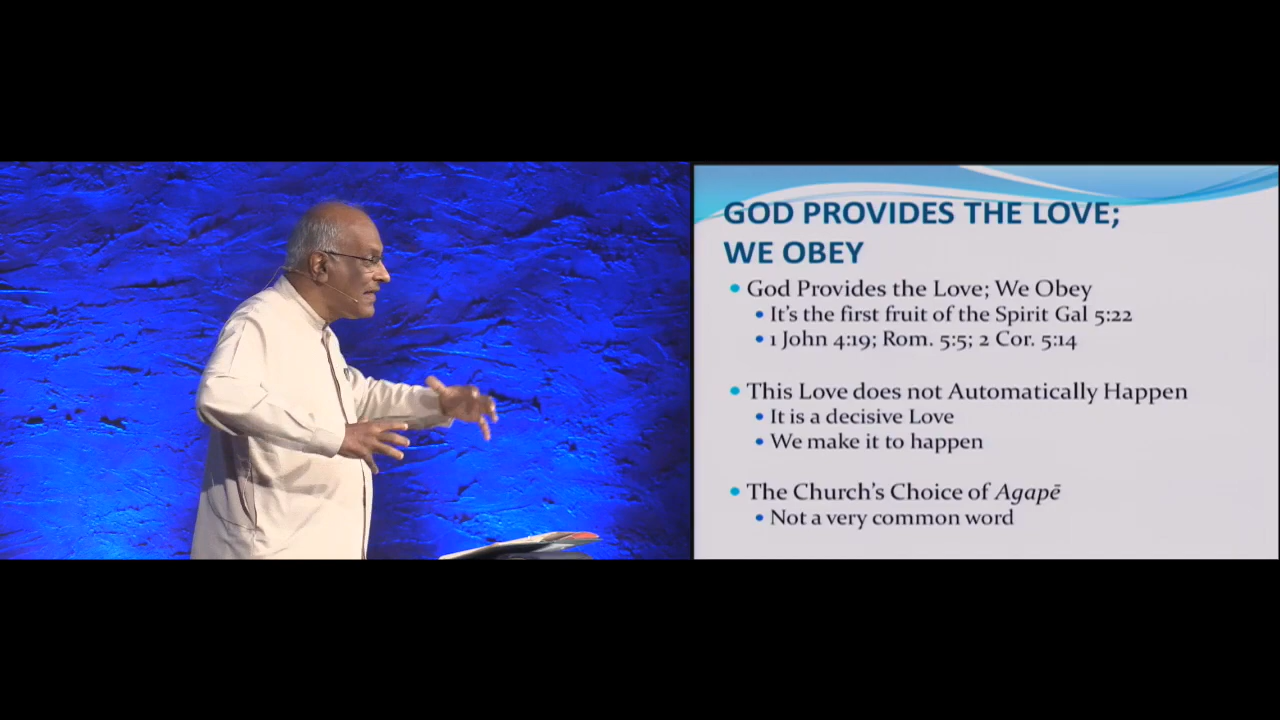 GOD PROVIDES THE LOVE;
WE OBEY
• God Provides the Love; We Obey
• It's the first fruit of the Spirit Gal 5:22
• 1 John 4:19; Rom. 5:5; 2 Cor. 5:14
• This Love does not Automatically Happen
• It is a decisive Love
• We make it to happen
• The Church's Choice of Agapē
• Not a very common word